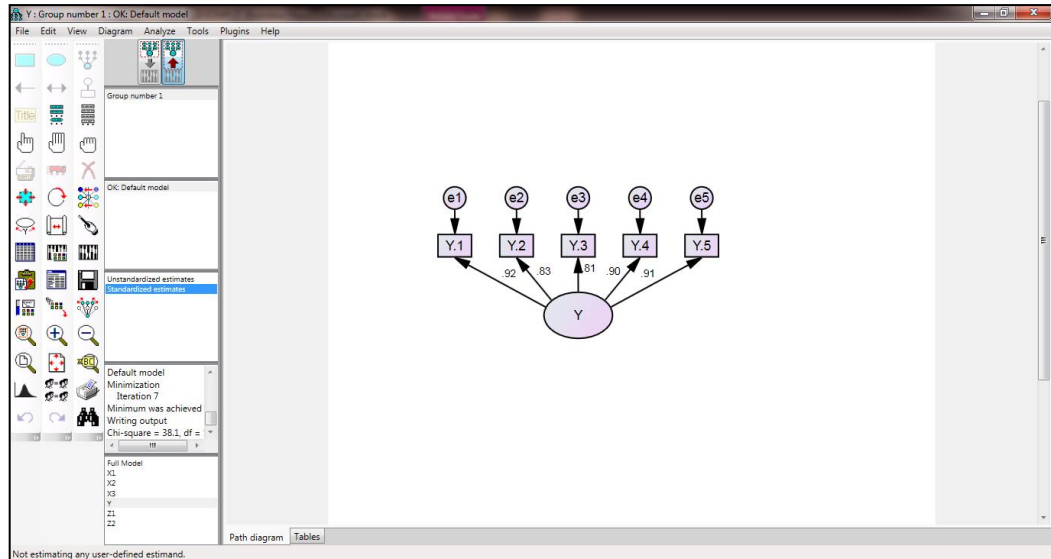 Y : Group number 1 : OK: Default model
File Edit View Diagram Analyze Tools Plugins Help
Title
Group number 1
OK: Default model
Unstandardized estimates
Standardized estimates
Default model
Minimization
Iteration 7
Minimum was achieved
Writing output
Chi-square = 38.1, df =
Full Model
X1
X2
X3
Y
Z1
Z2
e1 e2 e3 e4 e5
Y.1 Y.2 Y.3 Y.4 Y.5
.92 .83 .81 .90 .91
Y
Path diagram Tables
Not estimating any user-defined estimand.